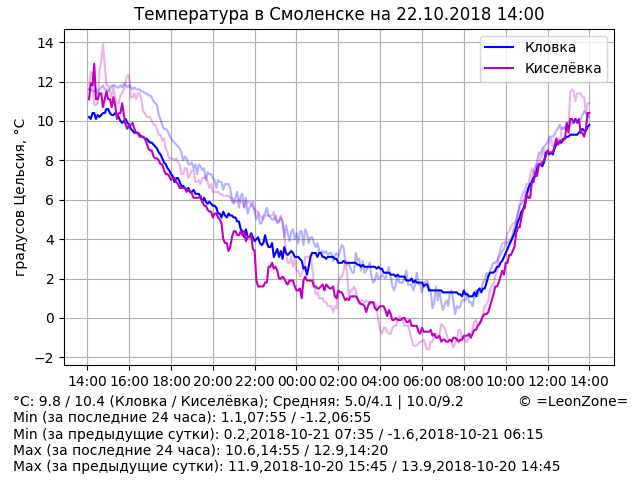 Температура в Смоленске на 22.10.2018 14:00
14
12
10
8
6
4
2
0
−2
градусов Цельсия, °C
Кловка
Киселёвка
14:00 16:00 18:00 20:00 22:00 00:00 02:00 04:00 06:00 08:00 10:00 12:00 14:00
°C: 9.8 / 10.4 (Кловка / Киселёвка); Средняя: 5.0/4.1 | 10.0/9.2 © =LeonZone=
Min (за последние 24 часа): 1.1,07:55 / -1.2,06:55
Min (за предыдущие сутки): 0.2,2018-10-21 07:35 / -1.6,2018-10-21 06:15
Max (за последние 24 часа): 10.6,14:55 / 12.9,14:20
Max (за предыдущие сутки): 11.9,2018-10-20 15:45 / 13.9,2018-10-20 14:45